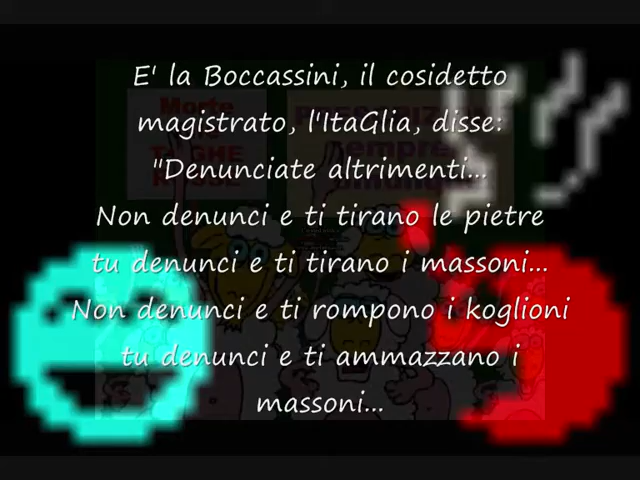 E' la Boccassini, il cosidetto
magistrato, l'ItaGlia, disse:
"Denunciate altrimenti...
Non denunci e ti tirano le pietre
tu denunci e ti tirano i massoni...
Non denunci e ti rompono i koglioni
tu denunci e ti ammazzano i
massoni...